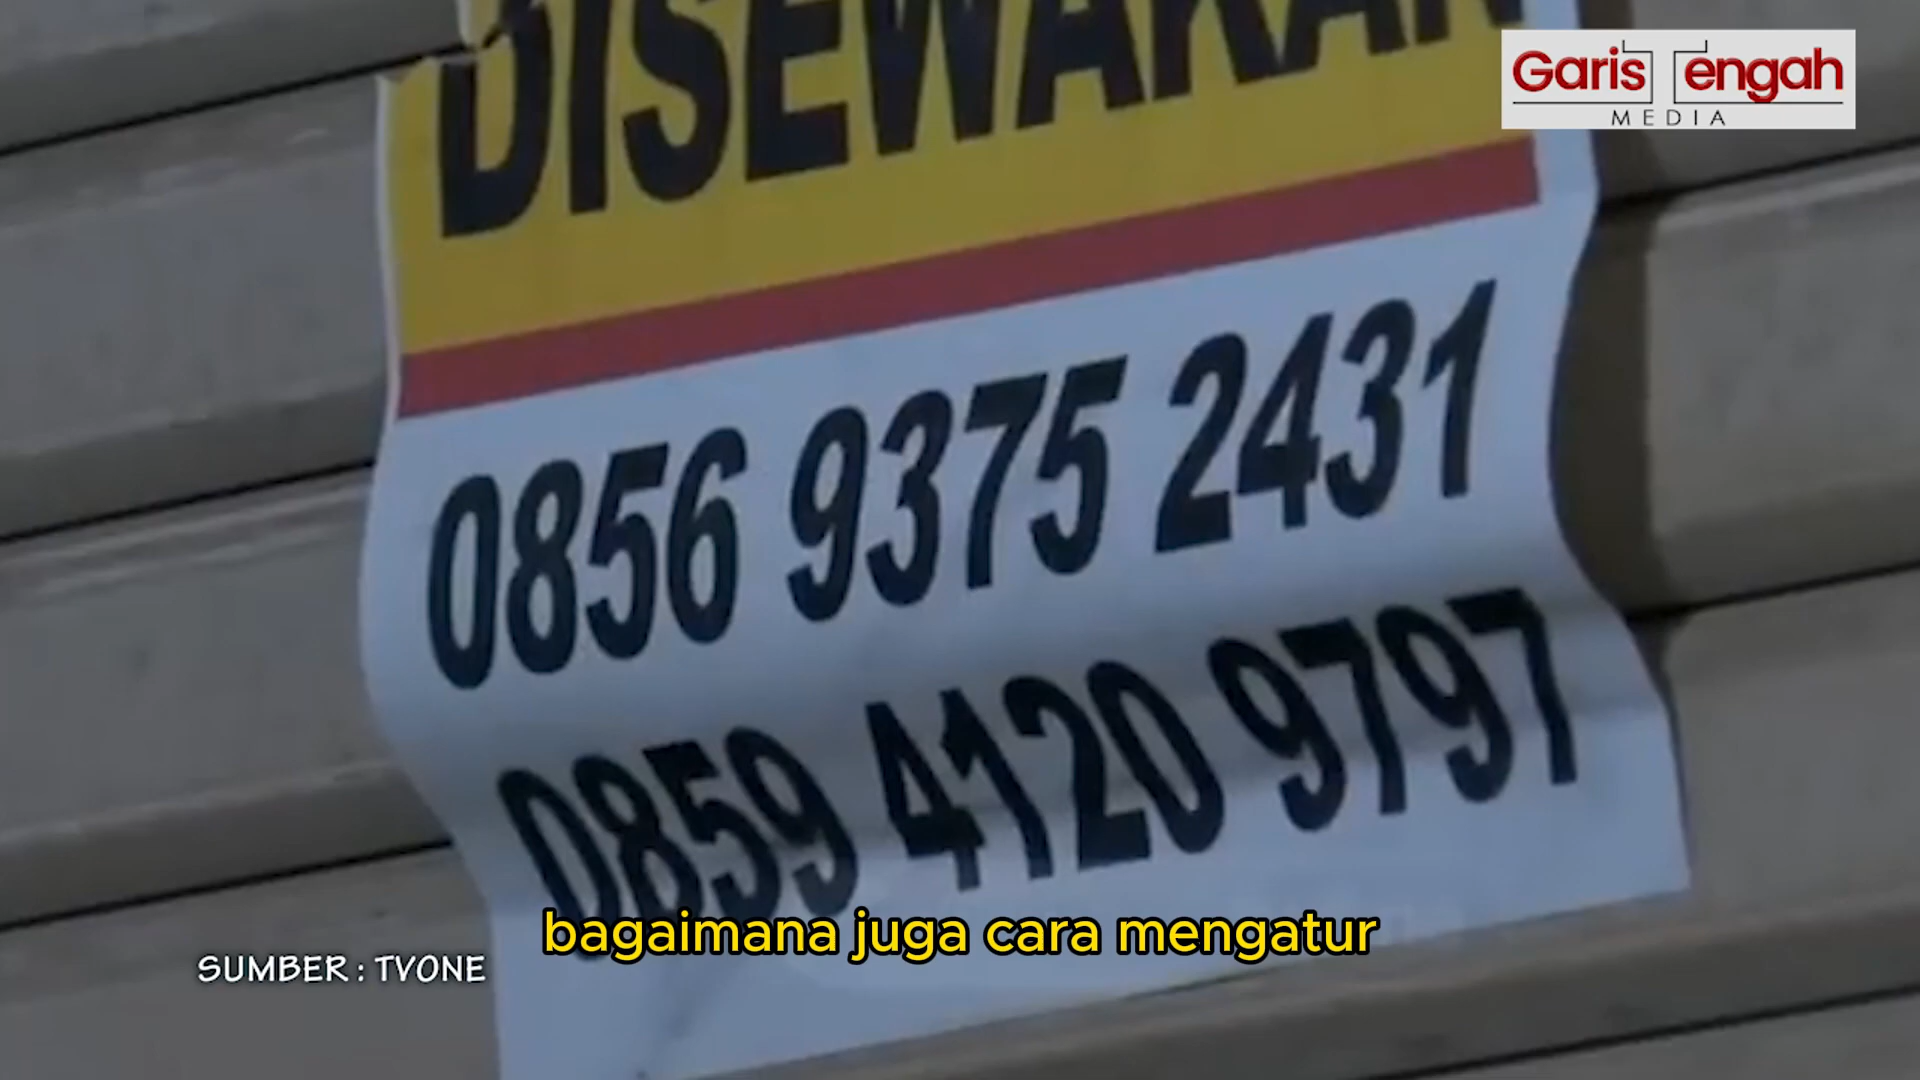 DISEWAKAN
Garis Tengah
MEDIA
0856 9375 2431
0859 4120 9797
bagaimana juga cara mengatur
SUMBER : TVONE